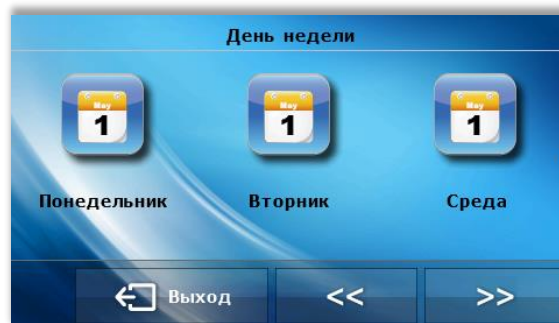 День недели
May May May
1 1 1
Понедельник Вторник Среда
Выход << >>